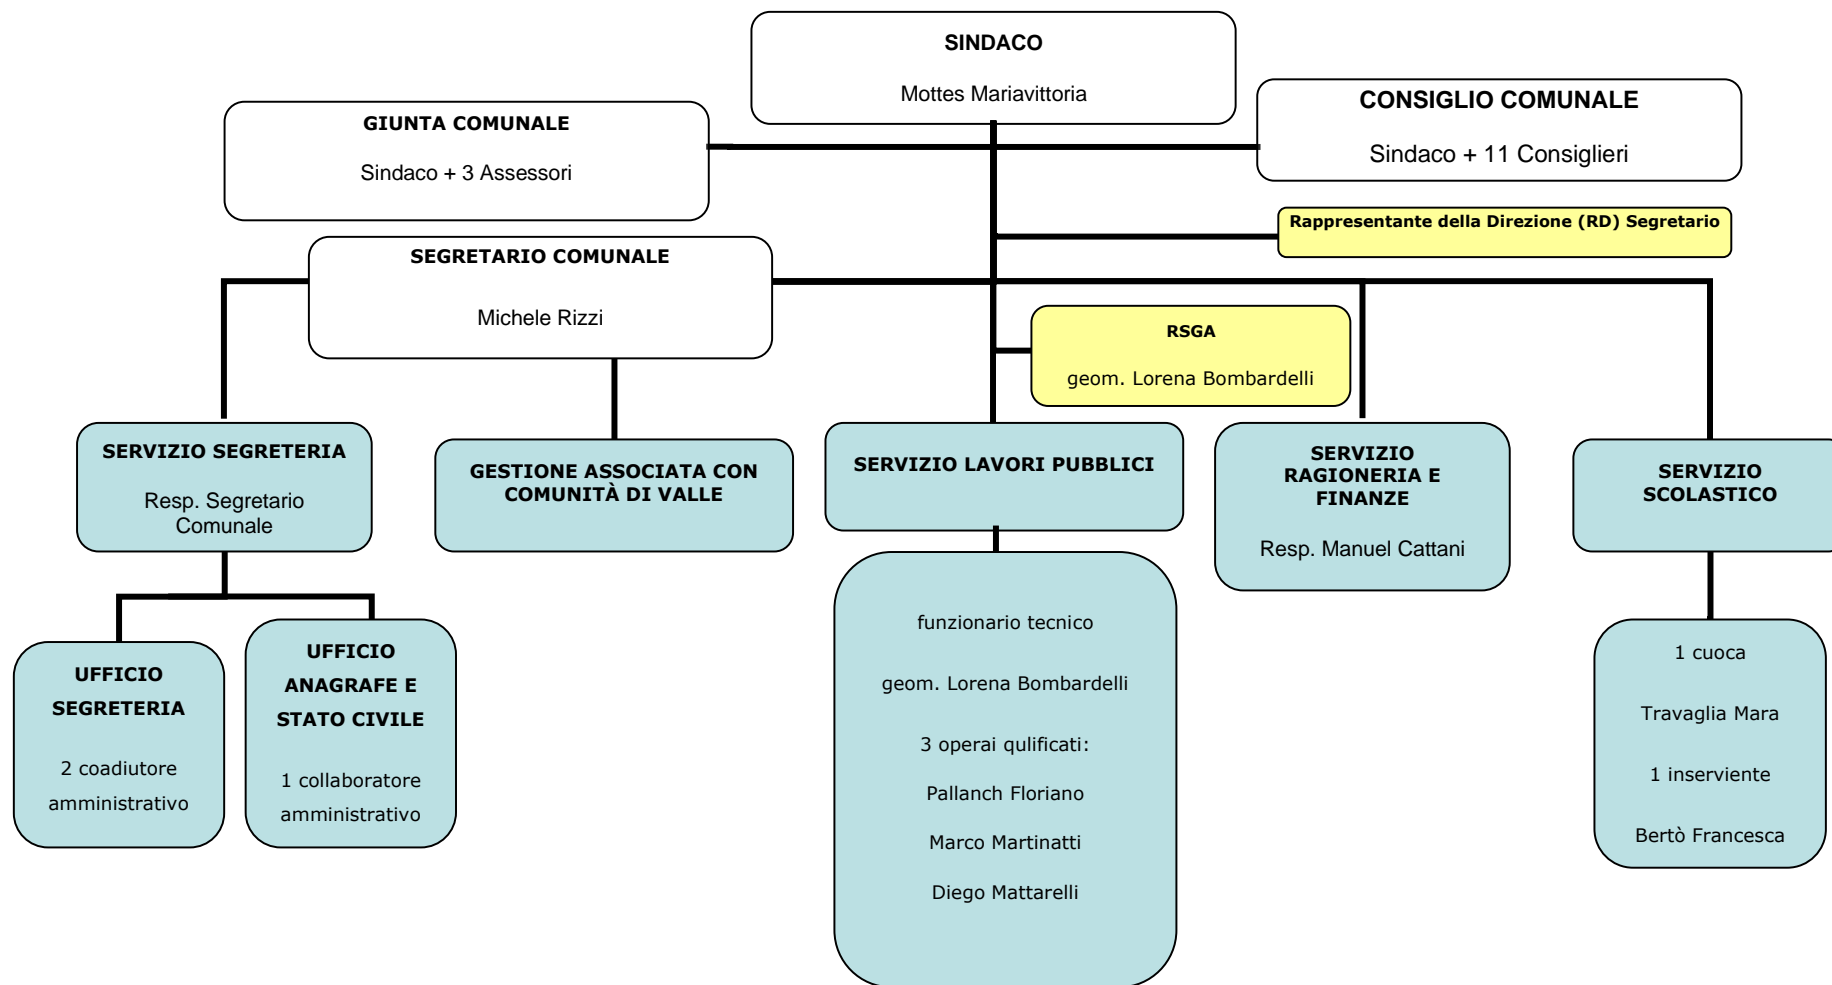 SINDACO
Mottes Mariavittoria
GIUNTA COMUNALE
Sindaco + 3 Assessori
CONSIGLIO COMUNALE
Sindaco + 11 Consiglieri
Rappresentante della Direzione (RD) Segretario
SEGRETARIO COMUNALE
Michele Rizzi
RSGA
geom. Lorena Bombardelli
SERVIZIO SEGRETERIA
Resp. Segretario
Comunale
GESTIONE ASSOCIATA CON
COMUNITÀ DI VALLE
SERVIZIO LAVORI PUBBLICI
SERVIZIO
RAGIONERIA E
FINANZE
Resp. Manuel Cattani
SERVIZIO
SCOLASTICO
UFFICIO
SEGRETERIA
2 coadiutore
amministrativo
UFFICIO
ANAGRAFE E
STATO CIVILE
1 collaboratore
amministrativo
funzionario tecnico
geom. Lorena Bombardelli
3 operai qulificati:
Pallanch Floriano
Marco Martinatti
Diego Mattarelli
1 cuoca
Travaglia Mara
1 inserviente
Bertò Francesca